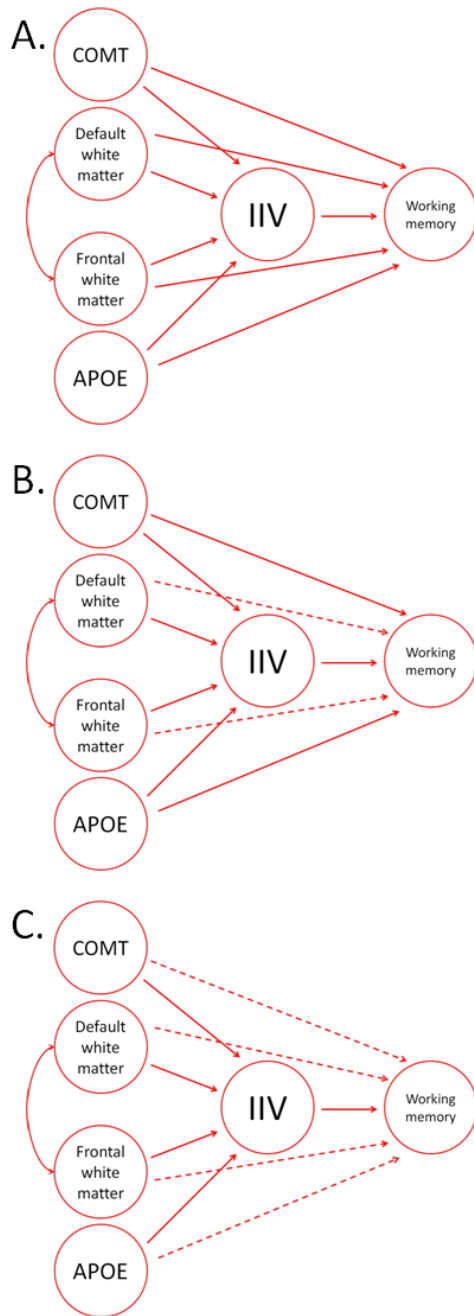 A.
COMT
Default
white
matter
IIV
Working
memory
Frontal
white
matter
APOE
B.
COMT
Default
white
matter
IIV
Working
memory
Frontal
white
matter
APOE
C.
COMT
Default
white
matter
IIV
Working
memory
Frontal
white
matter
APOE